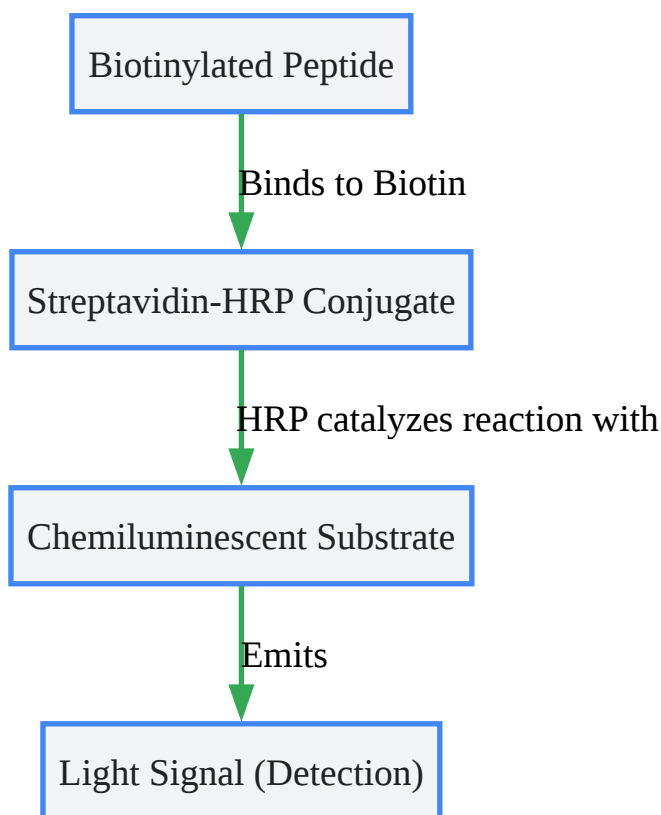 Biotinylated Peptide
Binds to Biotin
Streptavidin-HRP Conjugate
HRP catalyzes reaction with
Chemiluminescent Substrate
Emits
Light Signal (Detection)